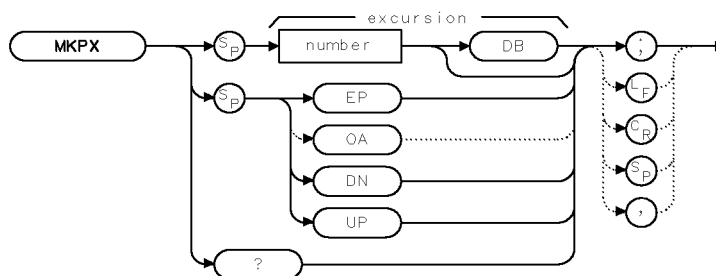 excursion
MKPX
SP
number
DB
;
SP
EP
LF
OA
CR
DN
SP
UP
,
?